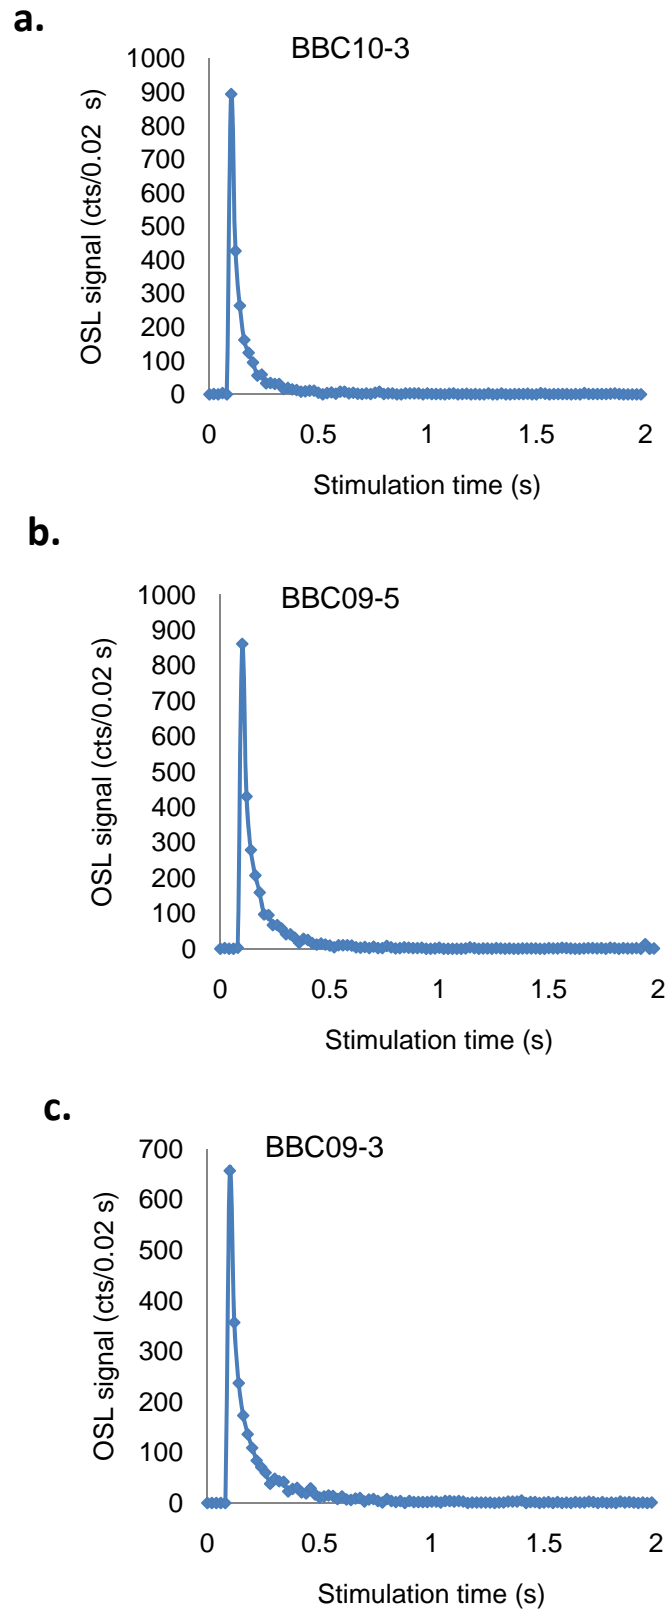 a.
BBC10-3
OSL signal (cts/0.02 s)
1000
900
800
700
600
500
400
300
200
100
0
0 0.5 1 1.5 2
Stimulation time (s)
b.
BBC09-5
OSL signal (cts/0.02 s)
1000
900
800
700
600
500
400
300
200
100
0
0 0.5 1 1.5 2
Stimulation time (s)
c.
BBC09-3
OSL signal (cts/0.02 s)
700
600
500
400
300
200
100
0
0 0.5 1 1.5 2
Stimulation time (s)